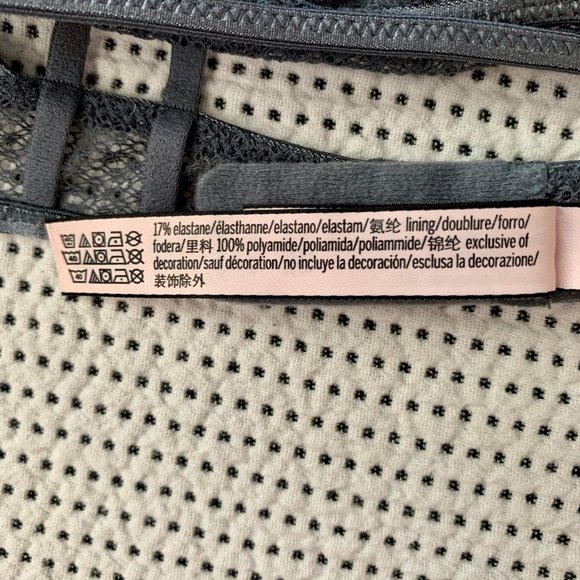 17% elastane/élasthanne/elastano/elastam/氨纶 lining/doublure/forro/
fodera/里料 100% polyamide/poliamida/poliammide/锦纶 exclusive of
decoration/sauf décoration/no incluye la decoración/esclusa la decorazione/
装饰除外